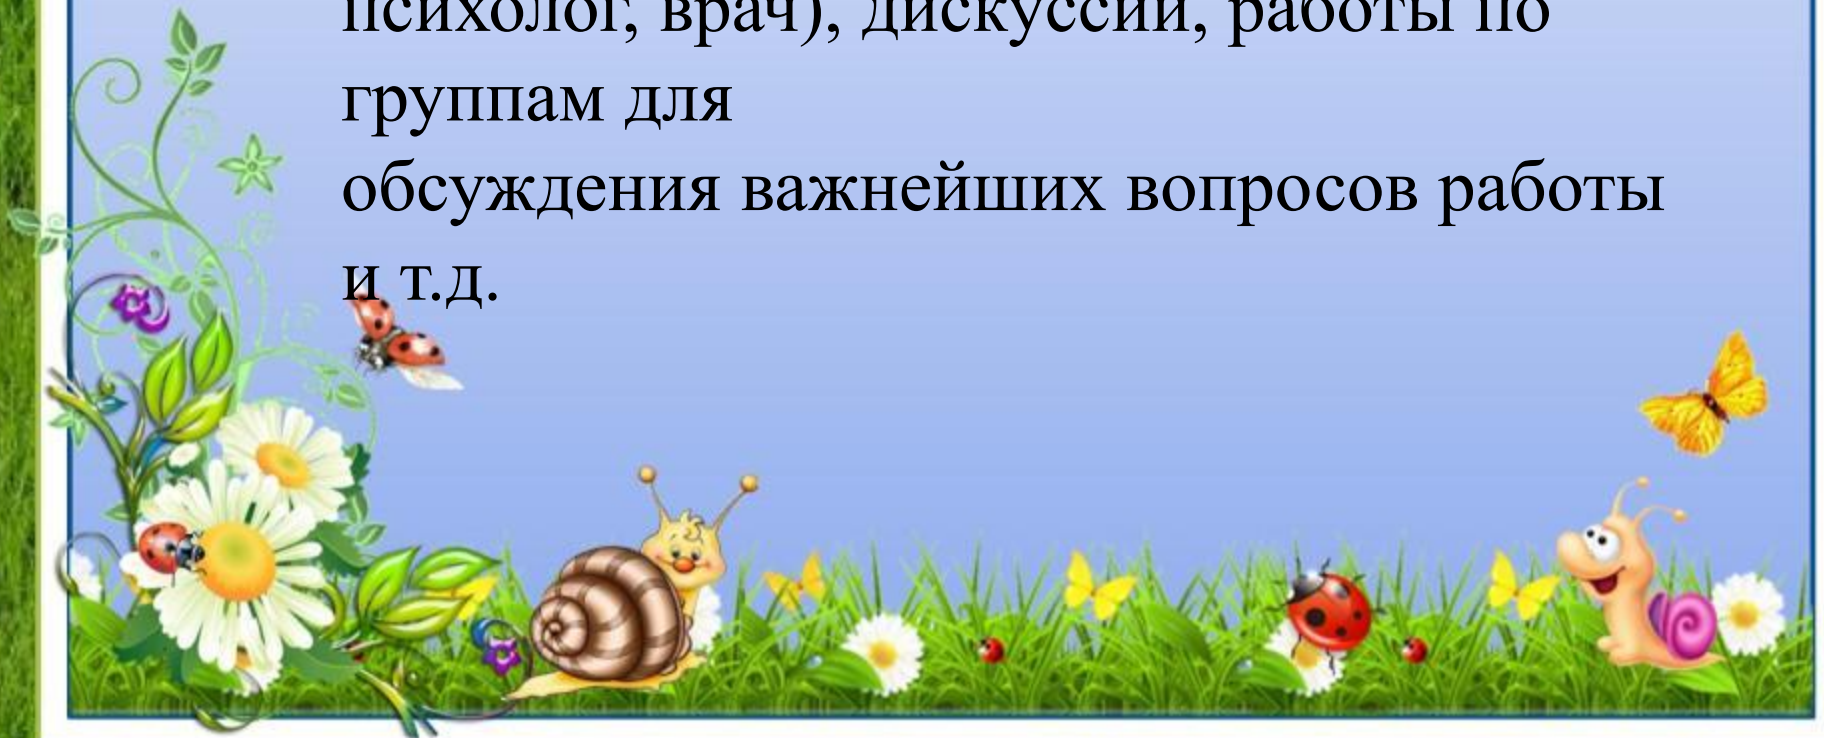 психолог, врач), дискуссии, работы по
группам для
обсуждения важнейших вопросов работы
и т.д.